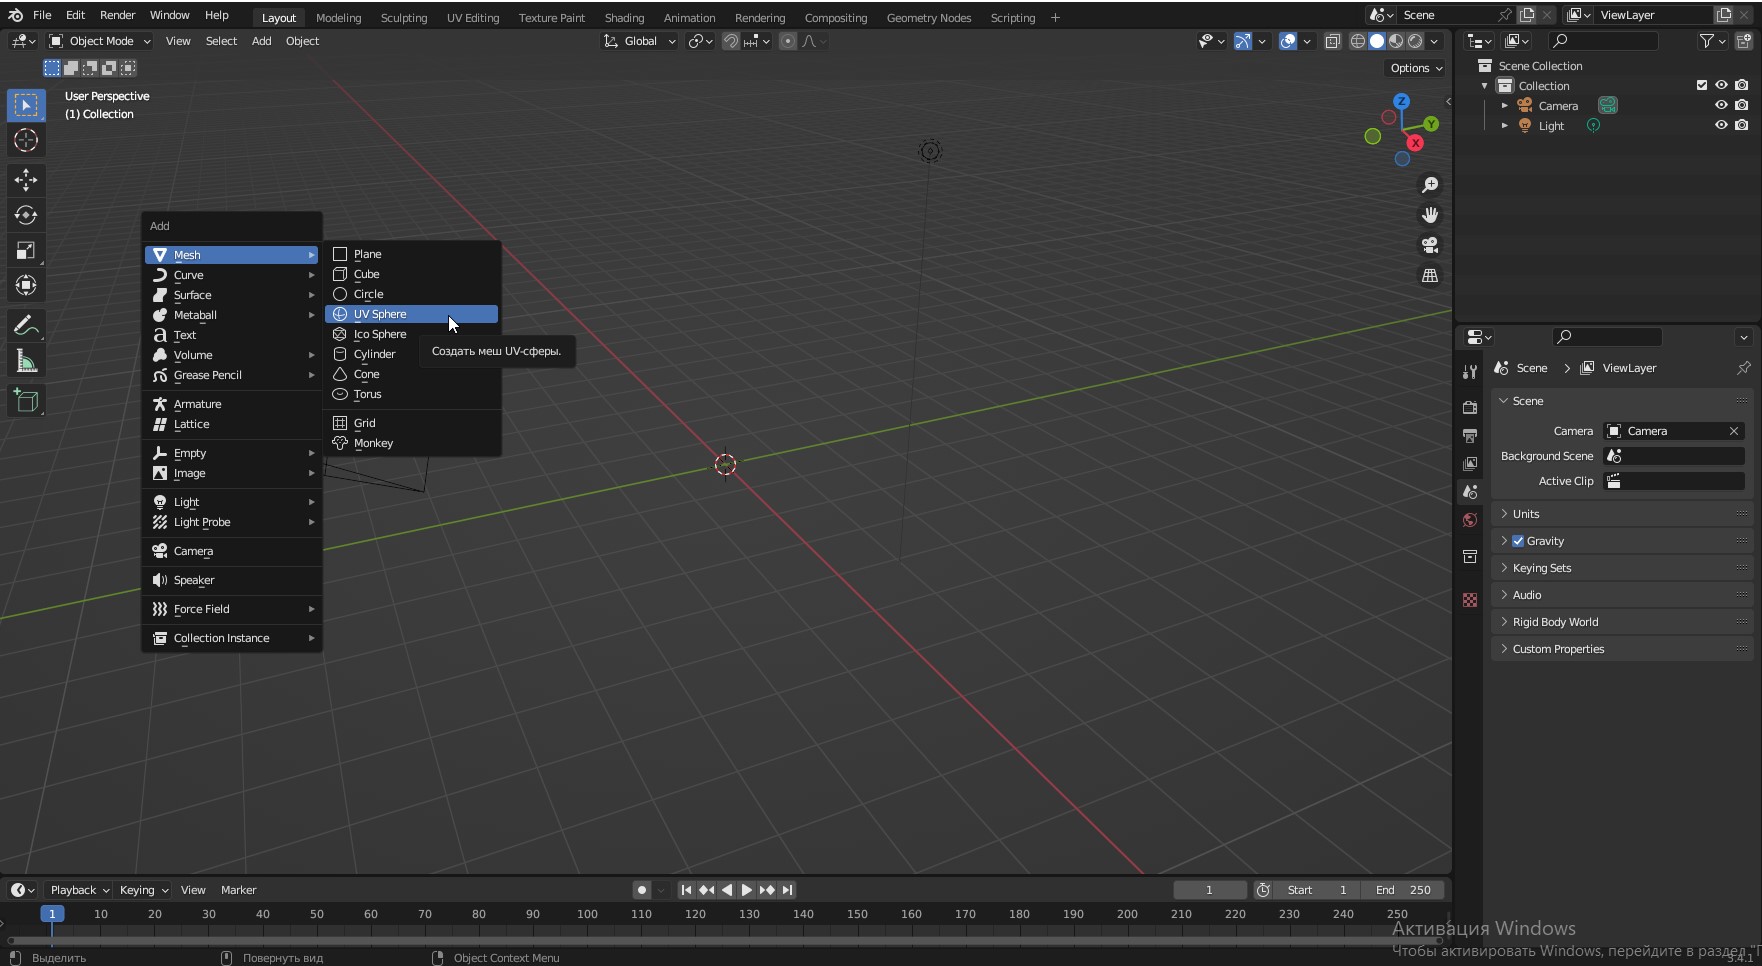 File Edit Render Window Help Layout Modeling Sculpting UV Editing Texture Paint Shading Animation Rendering Compositing Geometry Nodes Scripting + Scene ViewLayer
Object Mode View Select Add Object Global
Options
User Perspective
(1) Collection
Z
Y
X
Scene Collection
Collection
Camera
Light
Add
Mesh
Curve
Surface
Metaball
Text
Volume
Grease Pencil
Armature
Lattice
Empty
Image
Light
Light Probe
Camera
Speaker
Force Field
Collection Instance
Plane
Cube
Circle
UV Sphere
Ico Sphere
Cylinder
Cone
Torus
Grid
Monkey
Создать меш UV-сферы.
Scene ViewLayer
Scene
Camera Camera
Background Scene
Active Clip
Units
Gravity
Keying Sets
Audio
Rigid Body World
Custom Properties
Playback Keying View Marker 1 Start 1 End 250
1 10 20 30 40 50 60 70 80 90 100 110 120 130 140 150 160 170 180 190 200 210 220 230 240 250
Активация Windows
Чтобы активировать Windows, перейдите в раздел
Выделить Повернуть вид Object Context Menu 3.4.1